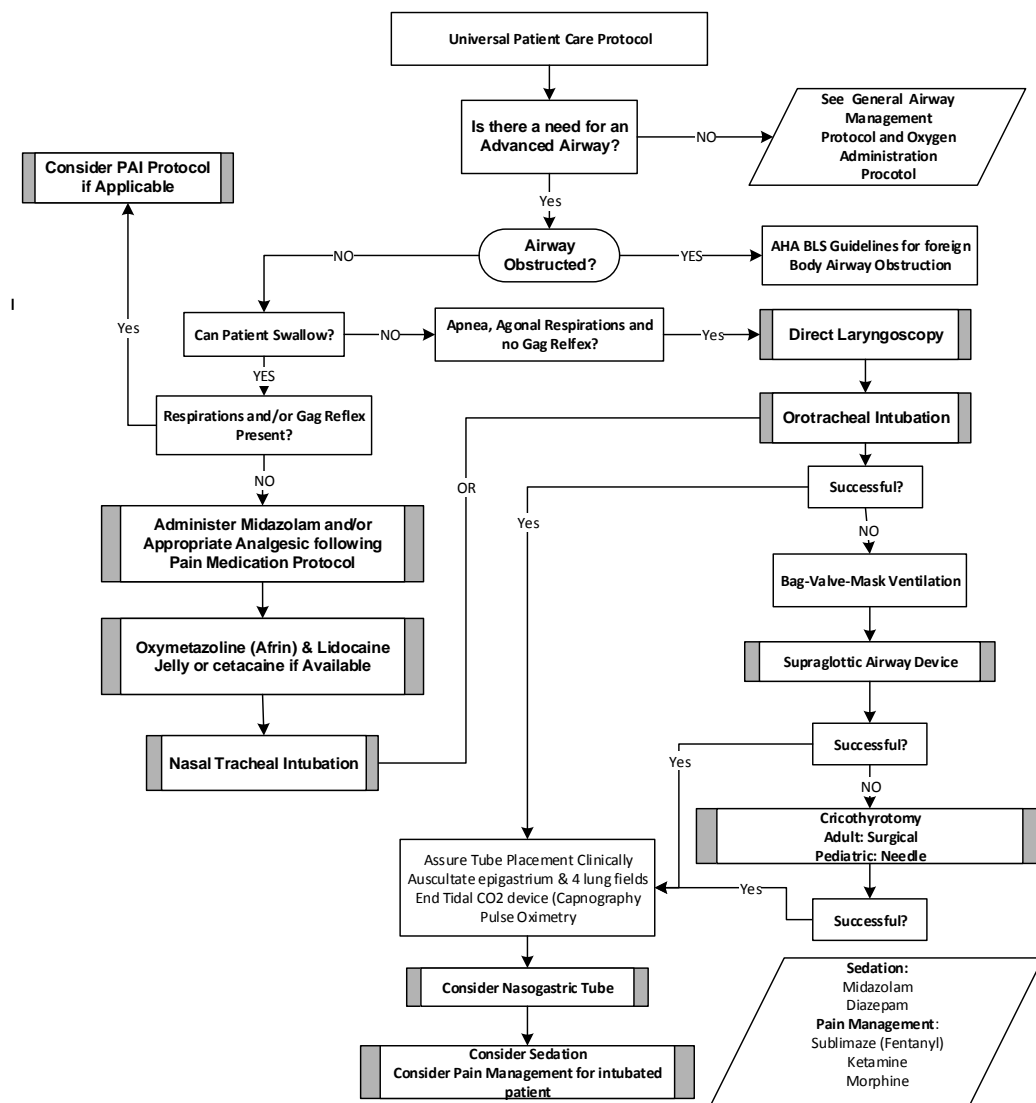 Universal Patient Care Protocol
Is there a need for an
Advanced Airway?
NO
See General Airway
Management
Protocol and Oxygen
Administration
Procotol
Consider PAI Protocol
if Applicable
Yes
Airway
Obstructed?
NO
YES
AHA BLS Guidelines for foreign
Body Airway Obstruction
I
Yes
Can Patient Swallow?
NO
Apnea, Agonal Respirations and
no Gag Relfex?
Yes
Direct Laryngoscopy
YES
Respirations and/or Gag Reflex
Present?
Orotracheal Intubation
NO
OR
Successful?
Yes
Administer Midazolam and/or
Appropriate Analgesic following
Pain Medication Protocol
NO
Bag-Valve-Mask Ventilation
Oxymetazoline (Afrin) & Lidocaine
Jelly or cetacaine if Available
Supraglottic Airway Device
Nasal Tracheal Intubation
Successful?
Yes
NO
Cricothyrotomy
Adult: Surgical
Pediatric: Needle
Assure Tube Placement Clinically
Auscultate epigastrium & 4 lung fields
End Tidal CO2 device (Capnography
Pulse Oximetry
Yes
Successful?
Consider Nasogastric Tube
Sedation:
Midazolam
Diazepam
Pain Management:
Sublimaze (Fentanyl)
Ketamine
Morphine
Consider Sedation
Consider Pain Management for intubated
patient